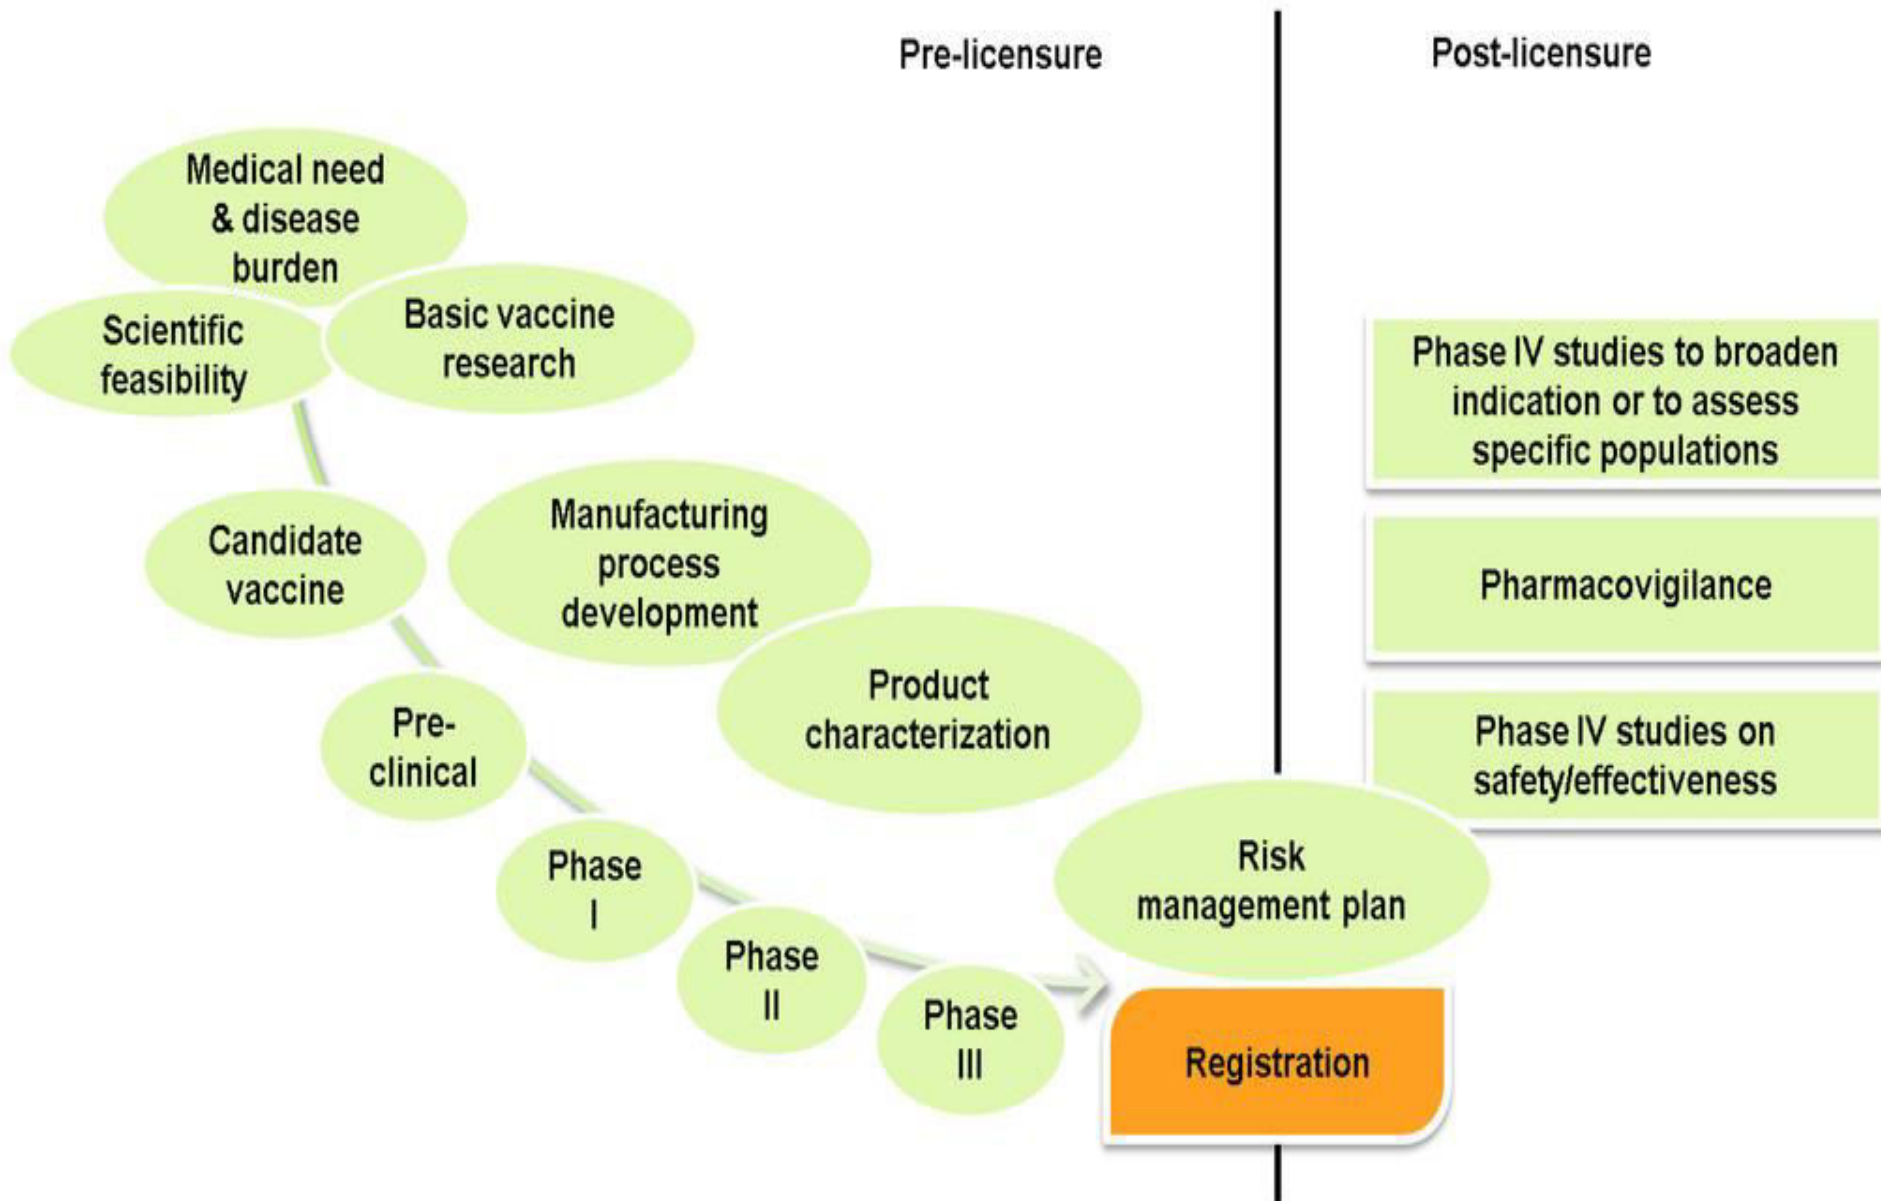 Pre-licensure
Post-licensure
Medical need
& disease
burden
Scientific
feasibility
Basic vaccine
research
Candidate
vaccine
Manufacturing
process
development
Product
characterization
Pre-
clinical
Phase
I
Phase
II
Phase
III
Risk
management plan
Registration
Phase IV studies to broaden
indication or to assess
specific populations
Pharmacovigilance
Phase IV studies on
safety/effectiveness